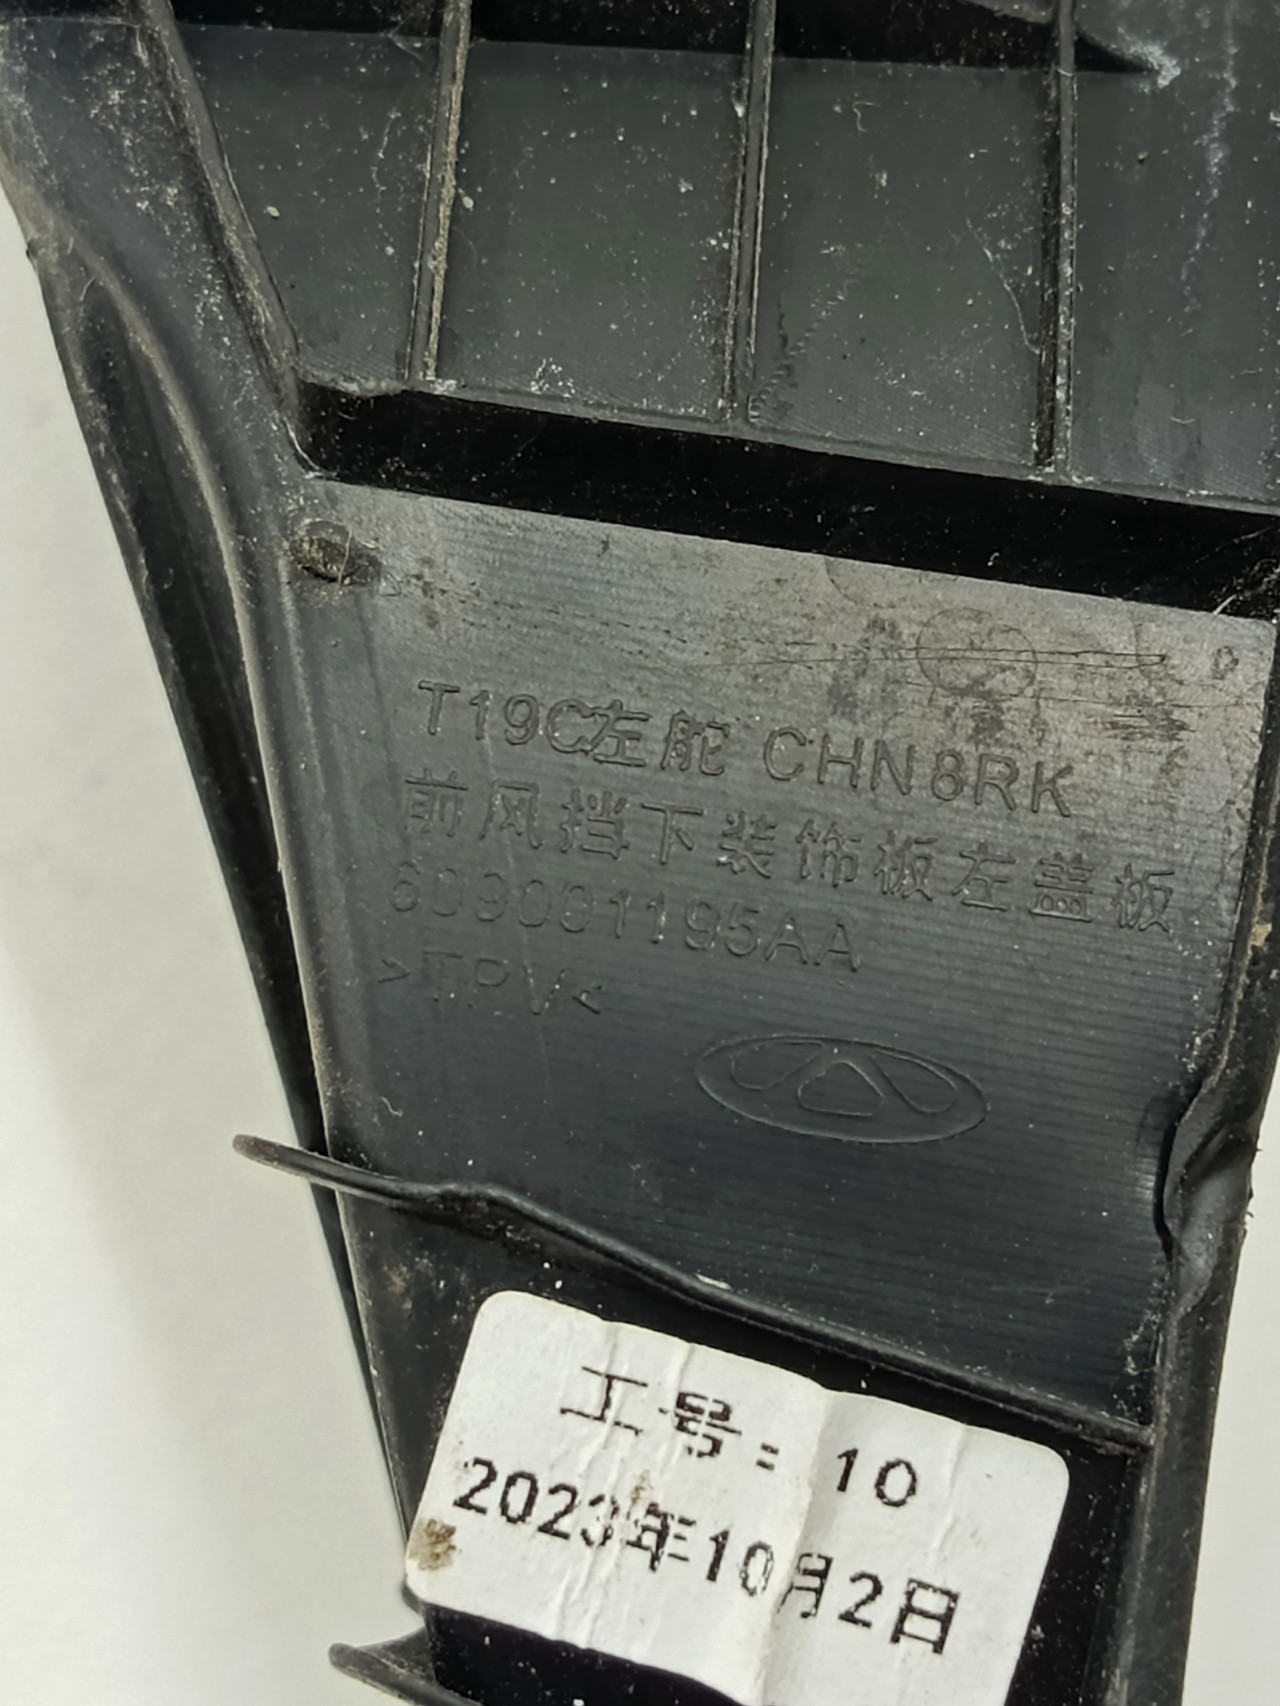 T19C左舵 CHN8RK
前风挡下装饰板左盖板
609001195AA
>TPV<
工号：10
2023年10月2日